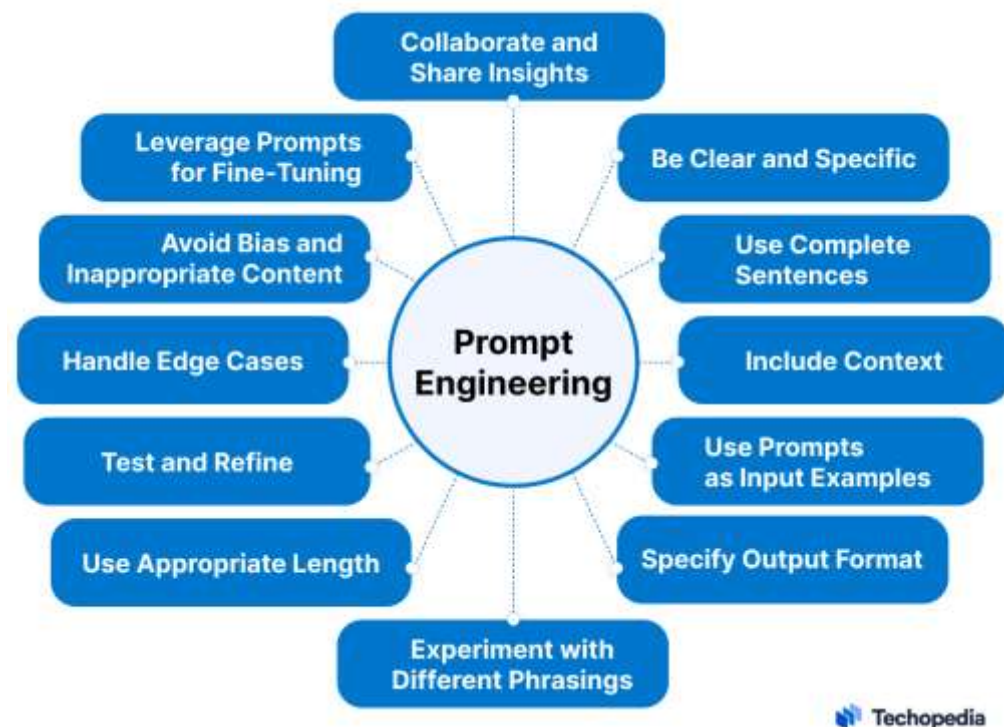 Collaborate and
Share Insights
Leverage Prompts
for Fine-Tuning
Be Clear and Specific
Avoid Bias and
Inappropriate Content
Use Complete
Sentences
Prompt
Engineering
Handle Edge Cases
Include Context
Test and Refine
Use Prompts
as Input Examples
Use Appropriate Length
Specify Output Format
Experiment with
Different Phrasings
Techopedia